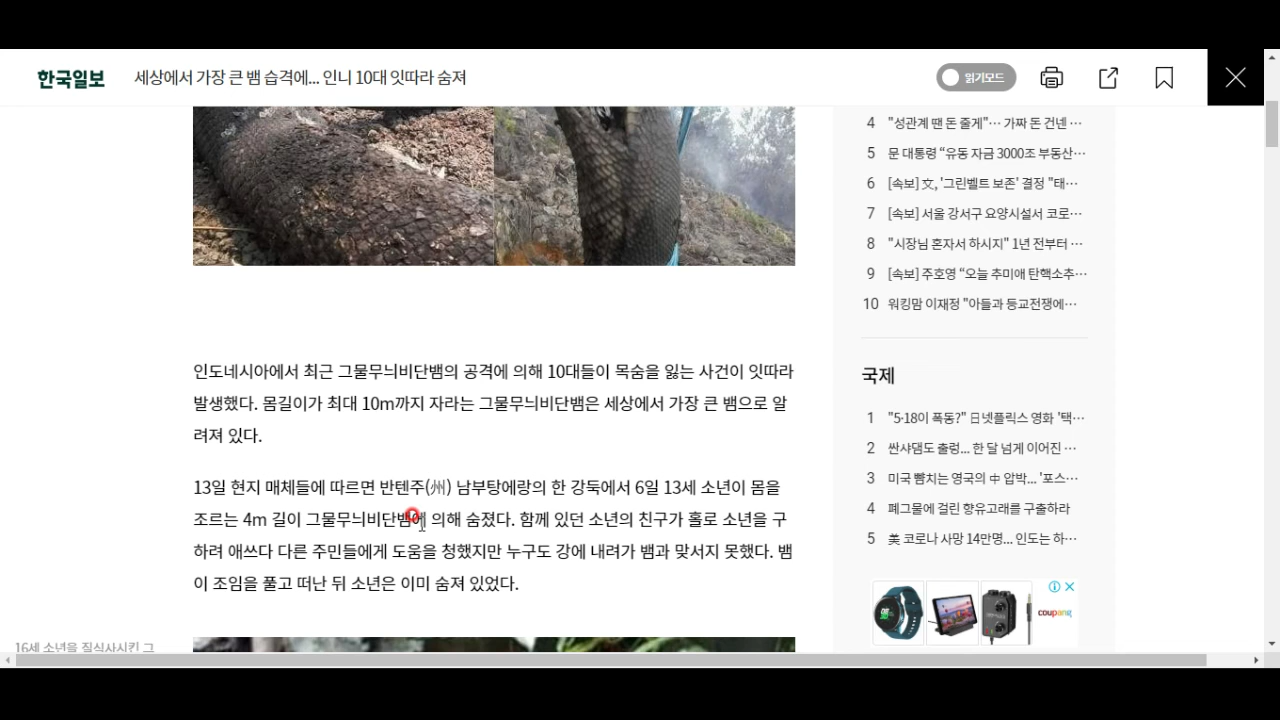 한국일보
세상에서 가장 큰 뱀 습격에... 인니 10대 잇따라 숨져
읽기모드
4 "성관계 땐 돈 줄게"… 가짜 돈 건넨 …
5 문 대통령 “유동 자금 3000조 부동산…
6 [속보] 文, '그린벨트 보존' 결정 "태…
7 [속보] 서울 강서구 요양시설서 코로…
8 "시장님 혼자서 하시지" 1년 전부터 …
9 [속보] 주호영 “오늘 추미애 탄핵소추…
10 워킹맘 이재정 "아들과 등교전쟁에…
인도네시아에서 최근 그물무늬비단뱀의 공격에 의해 10대들이 목숨을 잃는 사건이 잇따라
발생했다. 몸길이가 최대 10m까지 자라는 그물무늬비단뱀은 세상에서 가장 큰 뱀으로 알
려져 있다.
13일 현지 매체들에 따르면 반텐주(州) 남부탕에랑의 한 강둑에서 6일 13세 소년이 몸을
조르는 4m 길이 그물무늬비단뱀에 의해 숨졌다. 함께 있던 소년의 친구가 홀로 소년을 구
하려 애쓰다 다른 주민들에게 도움을 청했지만 누구도 강에 내려가 뱀과 맞서지 못했다. 뱀
이 조임을 풀고 떠난 뒤 소년은 이미 숨져 있었다.
16세 소년을 질식사시킨 그
국제
1 "5·18이 폭동?" 日넷플릭스 영화 '택…
2 싼샤댐도 출렁... 한 달 넘게 이어진 …
3 미국 뺨치는 영국의 中 압박... '포스…
4 폐그물에 걸린 향유고래를 구출하라
5 美 코로나 사망 14만명... 인도는 하…
coupang